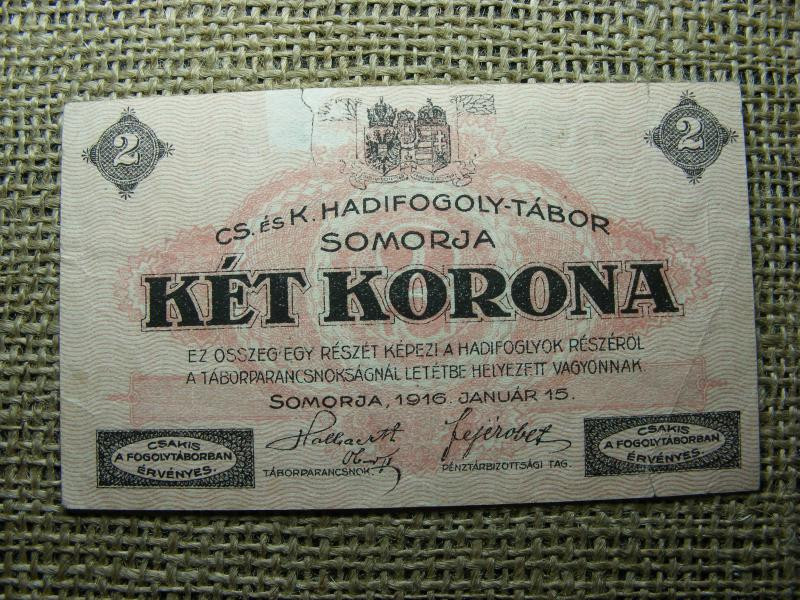 2
2
CS. ÉS K. HADIFOGOLY-TÁBOR
SOMORJA
KÉT KORONA
EZ ÖSSZEG EGY RÉSZÉT KÉPEZI A HADIFOGLYOK RÉSZÉRŐL
A TÁBORPARANCSNOKSÁGNÁL LETÉTBE HELYEZETT VAGYONNAK.
SOMORJA, 1916. JANUÁR 15.
CSAKIS
A FOGOLYTÁBORBAN
ÉRVÉNYES.
TÁBORPARANCSNOK.
PÉNZTÁRBIZOTTSÁGI TAG.
CSAKIS
A FOGOLYTÁBORBAN
ÉRVÉNYES.